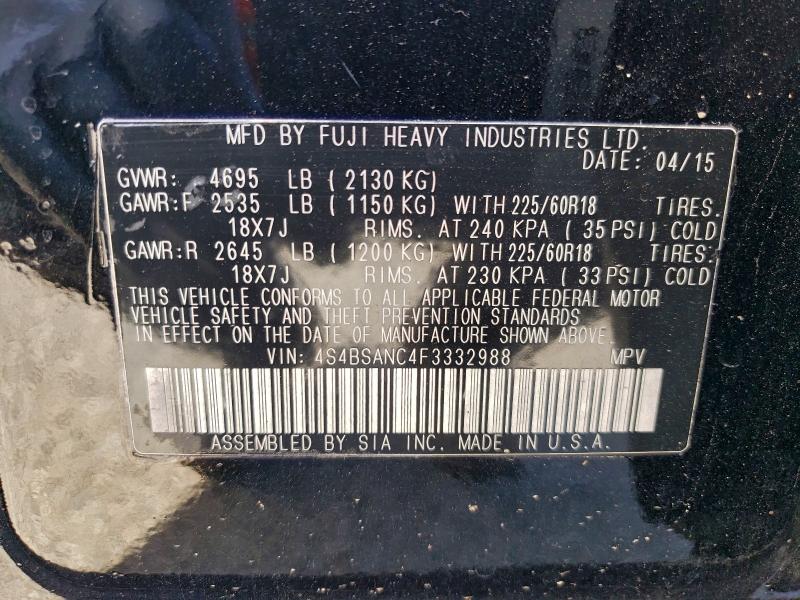 MFD BY FUJI HEAVY INDUSTRIES LTD.
DATE: 04/15
GVWR: 4695 LB ( 2130 KG)
GAWR:F 2535 LB ( 1150 KG) WITH 225/60R18 TIRES.
18X7J RIMS. AT 240 KPA ( 35 PSI) COLD
GAWR:R 2645 LB ( 1200 KG) WITH 225/60R18 TIRES:
18X7J RIMS. AT 230 KPA ( 33 PSI) COLD
THIS VEHICLE CONFORMS TO ALL APPLICABLE FEDERAL MOTOR
VEHICLE SAFETY AND THEFT PREVENTION STANDARDS
IN EFFECT ON THE DATE OF MANUFACTURE SHOWN ABOVE.
VIN: 4S4BSANC4F3332988 MPV
ASSEMBLED BY SIA INC. MADE IN U.S.A.